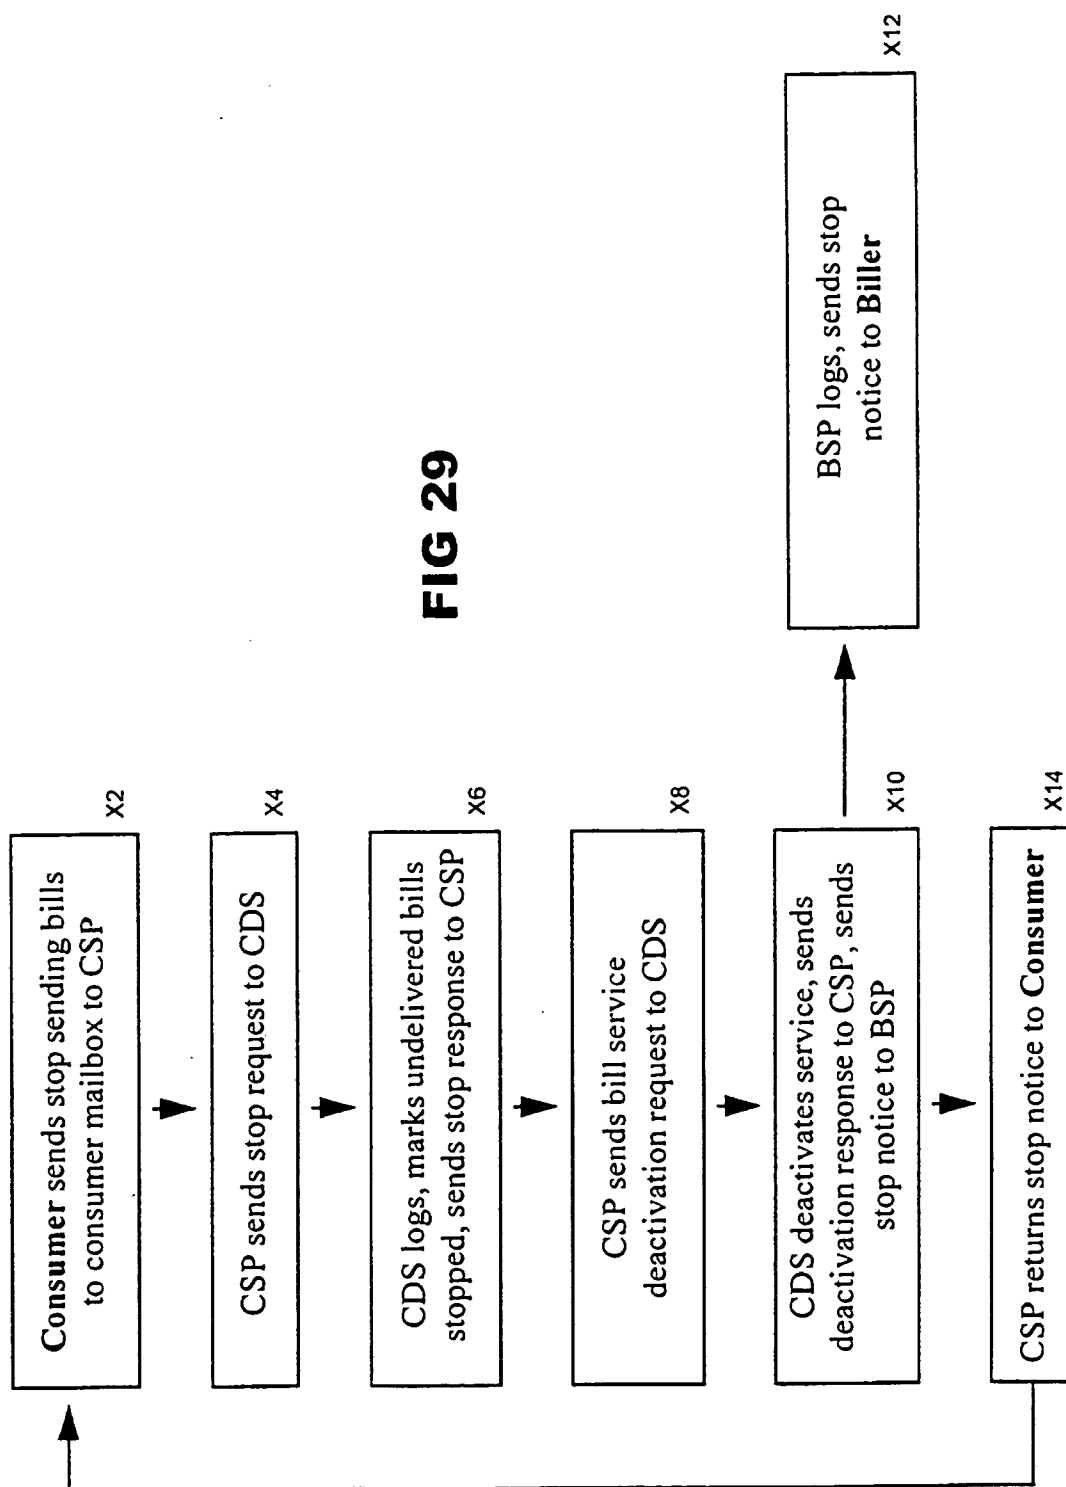 Consumer sends stop sending bills
to consumer mailbox to CSP
X2
CSP sends stop request to CDS
X4
CDS logs, marks undelivered bills
stopped, sends stop response to CSP
X6
CSP sends bill service
deactivation request to CDS
X8
CDS deactivates service, sends
deactivation response to CSP, sends
stop notice to BSP
X10
BSP logs, sends stop
notice to Biller
X12
CSP returns stop notice to Consumer
X14
FIG 29